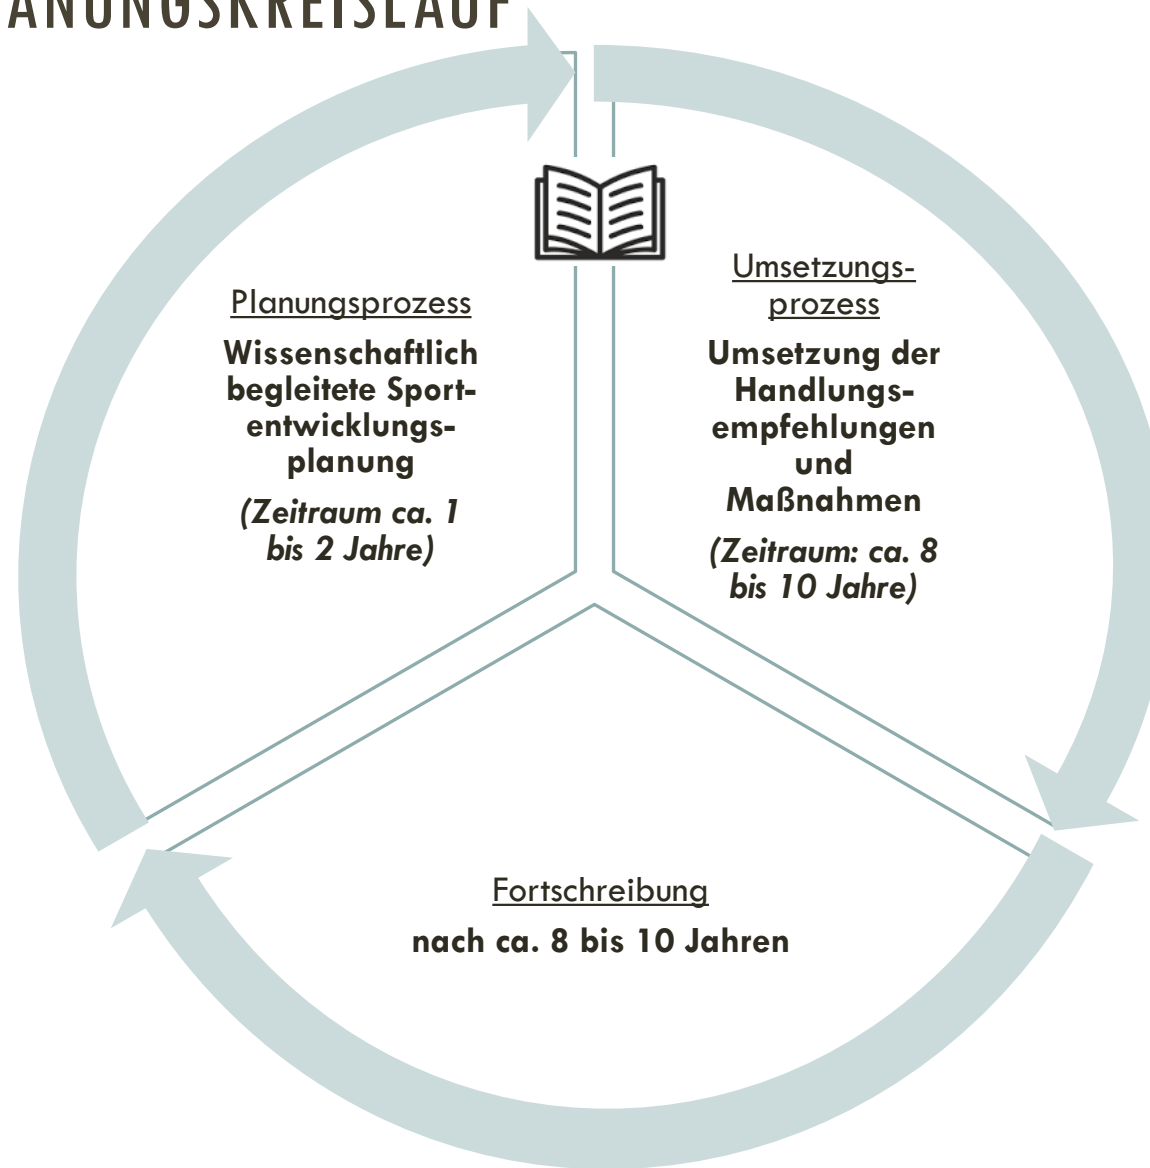 ANUNGSKREISLAUF
Planungsprozess
Wissenschaftlich
begleitete Sport-
entwicklungs-
planung
(Zeitraum ca. 1
bis 2 Jahre)
Umsetzungs-
prozess
Umsetzung der
Handlungs-
empfehlungen
und
Maßnahmen
(Zeitraum: ca. 8
bis 10 Jahre)
Fortschreibung
nach ca. 8 bis 10 Jahren